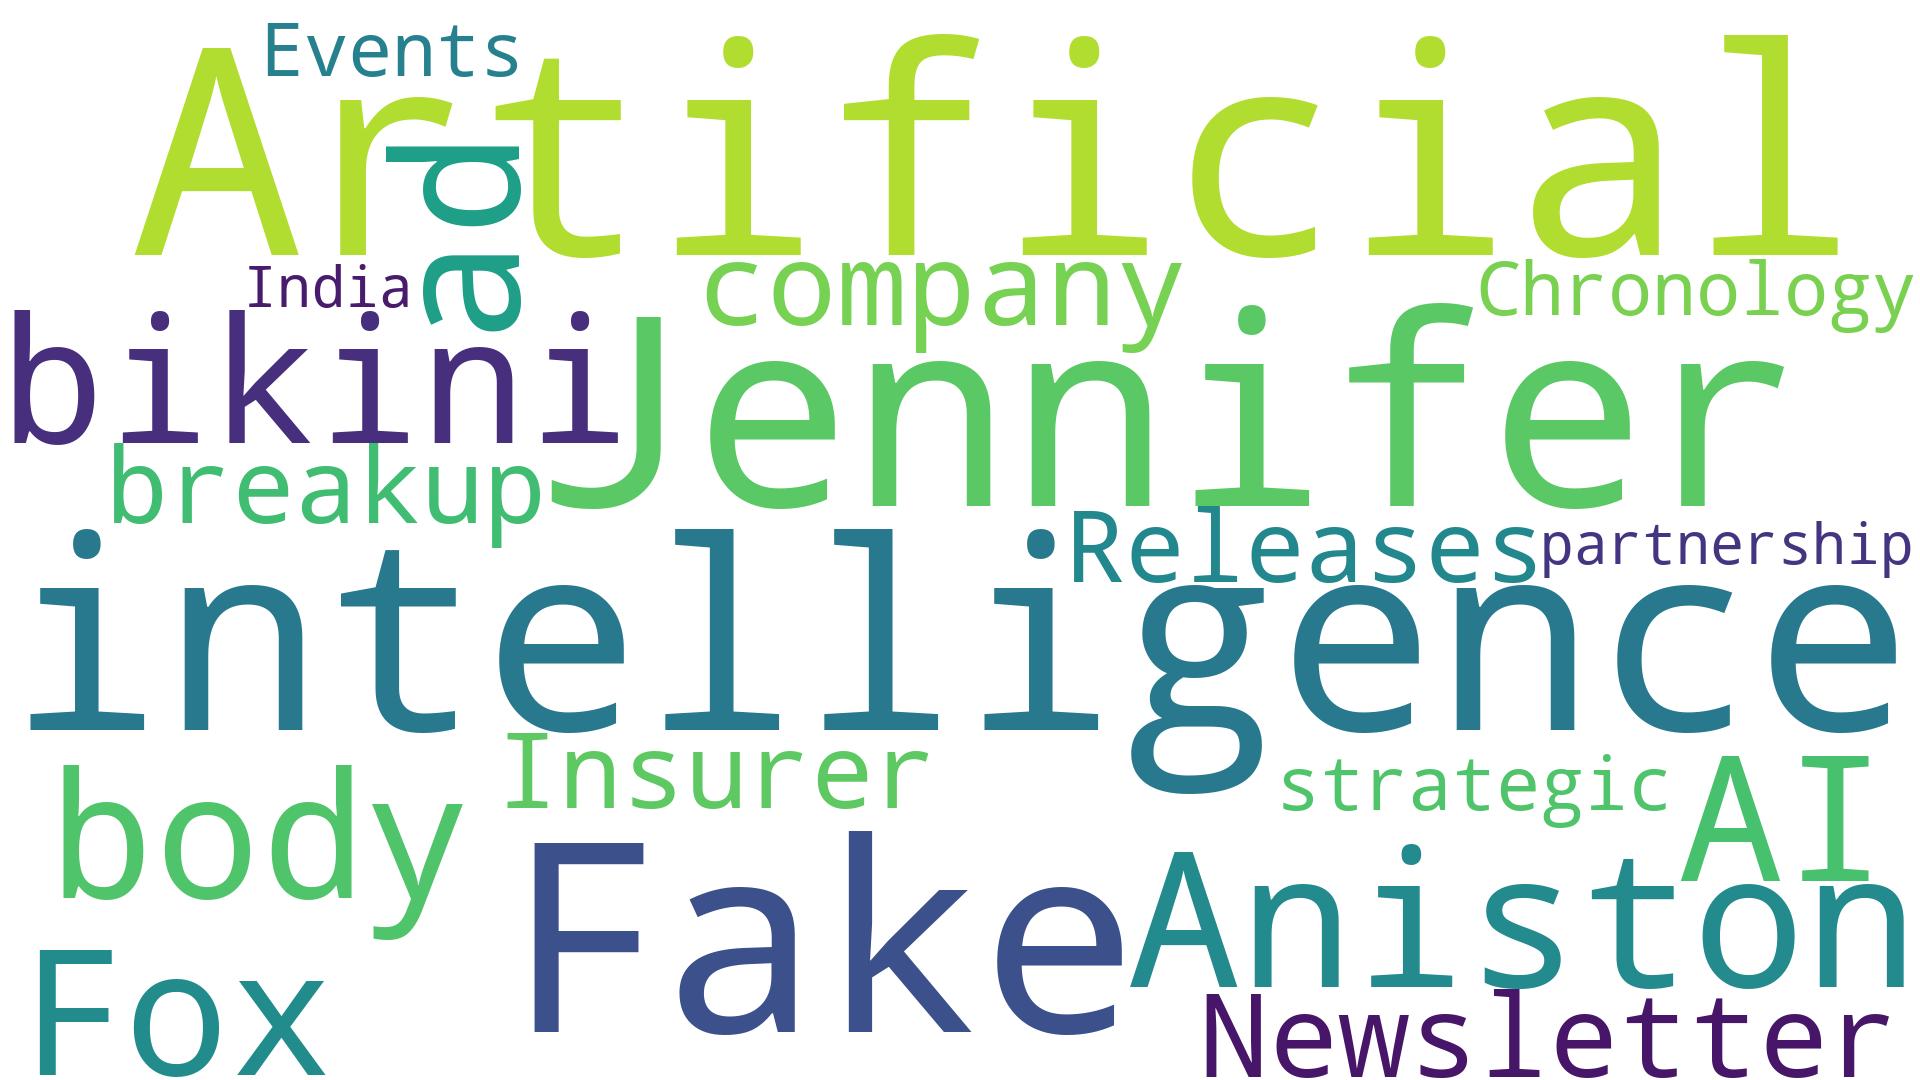 Events
Artificial
ad
India
company
Chronology
bikini
Jennifer
breakup
Releases
partnership
intelligence
Insurer
strategic
AI
body
Fake
Aniston
Fox
Newsletter